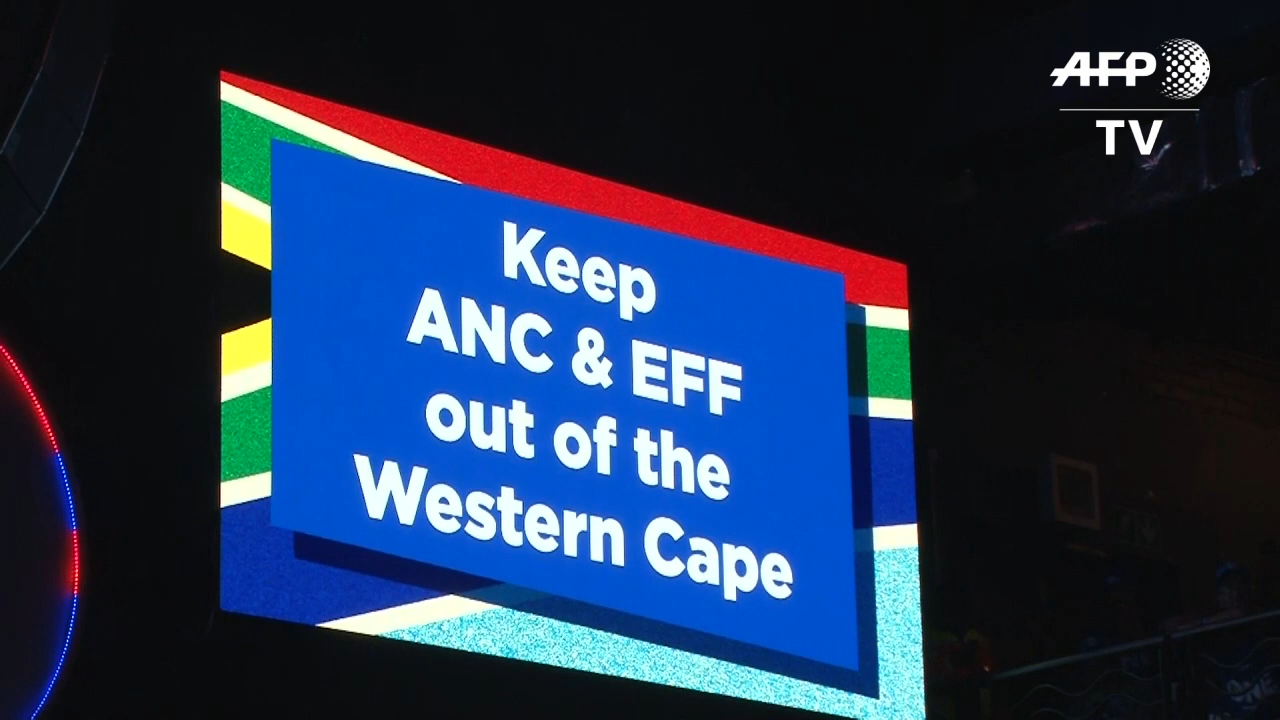 AFP
TV
Keep
ANC & EFF
out of the
Western Cape